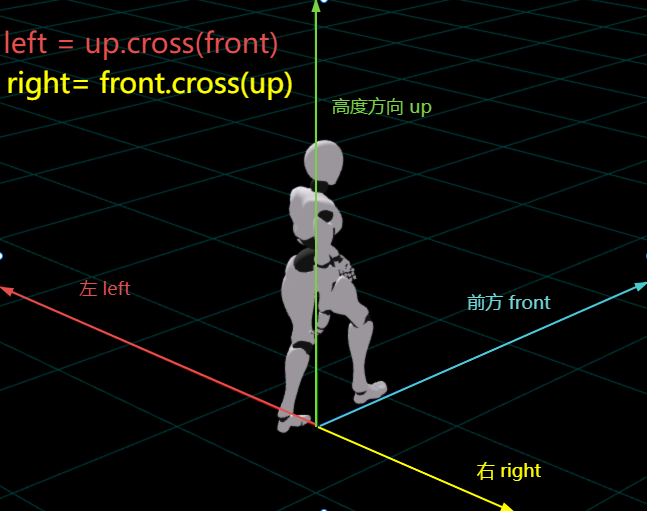 left = up.cross(front)
right= front.cross(up)
高度方向 up
左 left
前方 front
右 right